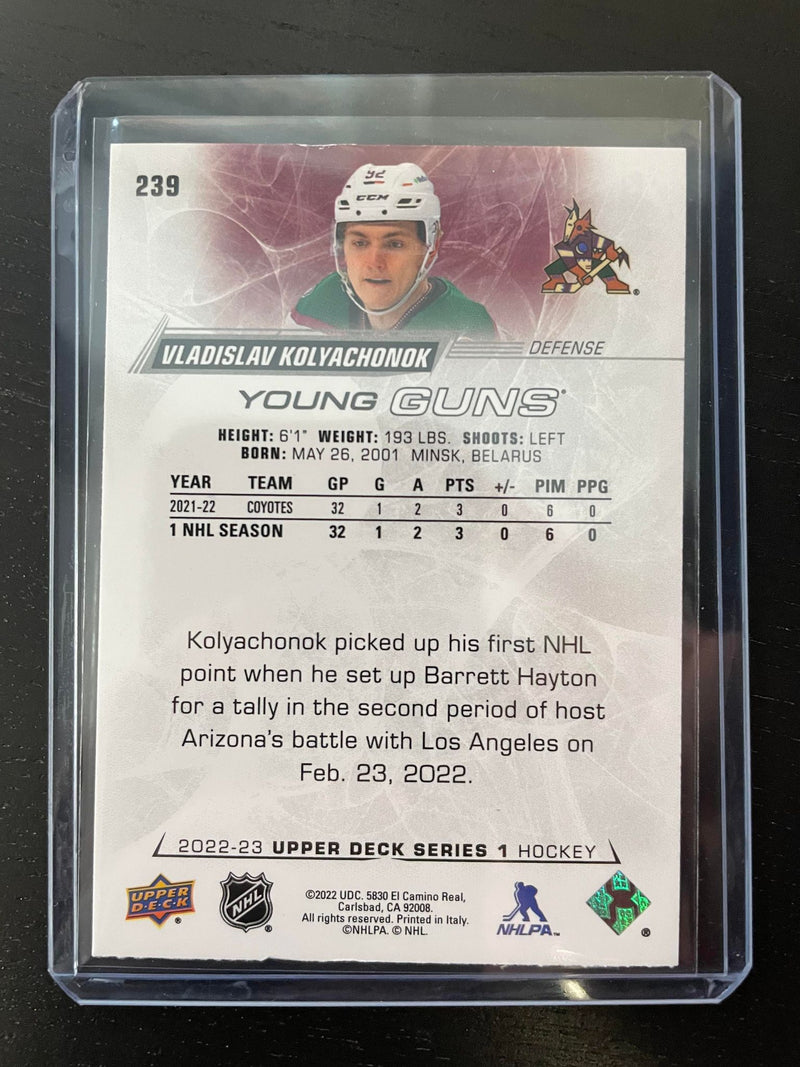 239
92
CCM
VLADISLAV KOLYACHONOK
DEFENSE
YOUNG GUNS®
HEIGHT: 6'1" WEIGHT: 193 LBS. SHOOTS: LEFT
BORN: MAY 26, 2001 MINSK, BELARUS
YEAR TEAM GP G A PTS +/- PIM PPG
2021-22 COYOTES 32 1 2 3 0 6 0
1 NHL SEASON 32 1 2 3 0 6 0
Kolyachonok picked up his first NHL
point when he set up Barrett Hayton
for a tally in the second period of host
Arizona's battle with Los Angeles on
Feb. 23, 2022.
2022-23 UPPER DECK SERIES 1 HOCKEY
UPPER
D·E·C·K
®
NHL
®
©2022 UDC. 5830 El Camino Real,
Carlsbad, CA 92008.
All rights reserved. Printed in Italy.
©NHLPA. © NHL.
NHLPA™
®